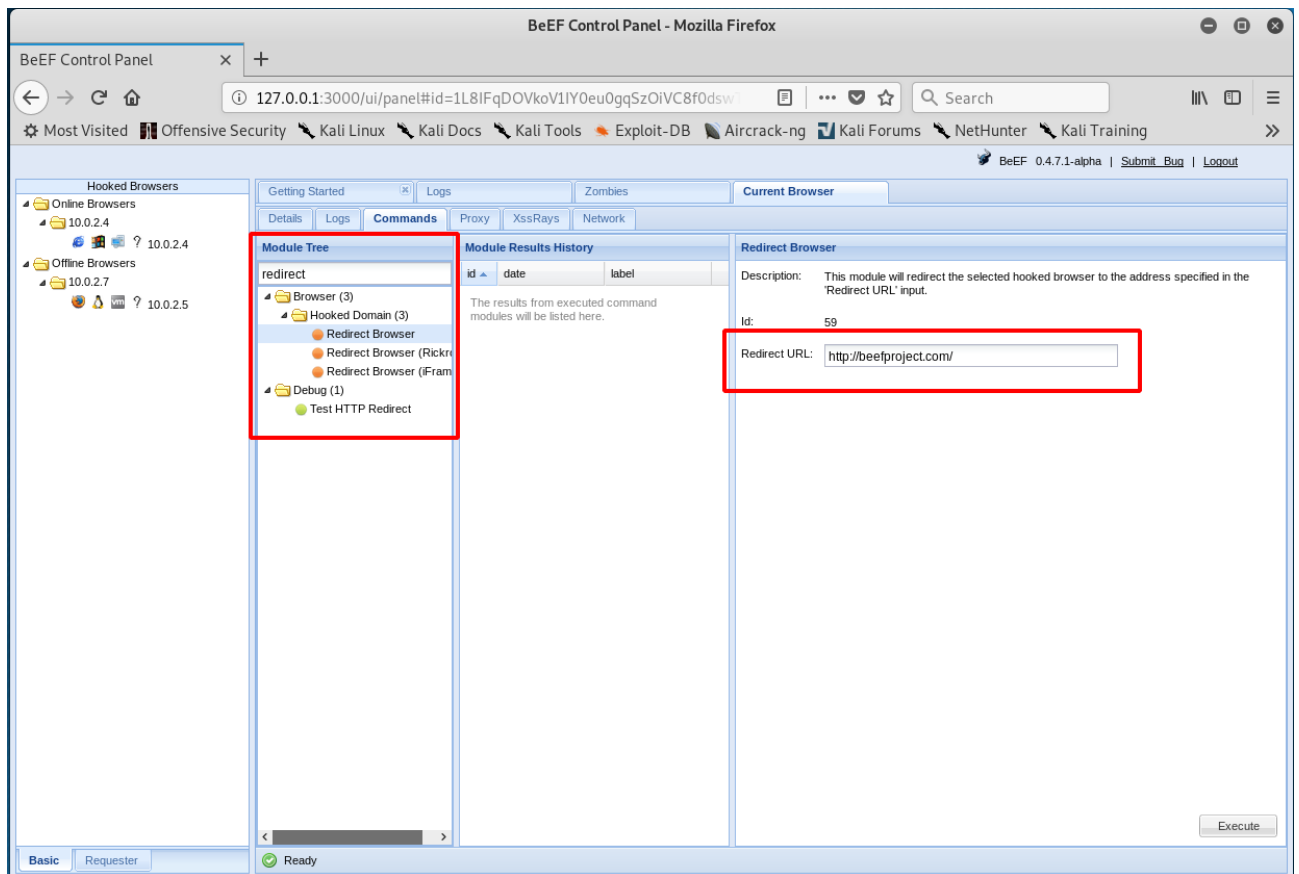 BeEF Control Panel - Mozilla Firefox
BeEF Control Panel
127.0.0.1:3000/ui/panel#id=1L8IFqDOVkoV1IY0eu0gqSzOiVC8f0dsw
Search
Most Visited Offensive Security Kali Linux Kali Docs Kali Tools Exploit-DB Aircrack-ng Kali Forums NetHunter Kali Training
BeEF 0.4.7.1-alpha | Submit Bug | Logout
Hooked Browsers
Online Browsers
10.0.2.4
? 10.0.2.4
Offline Browsers
10.0.2.7
vm ? 10.0.2.5
Getting Started Logs Zombies Current Browser
Details Logs Commands Proxy XssRays Network
Module Tree
redirect
Browser (3)
Hooked Domain (3)
Redirect Browser
Redirect Browser (Rickro
Redirect Browser (iFram
Debug (1)
Test HTTP Redirect
Module Results History
id date label
The results from executed command
modules will be listed here.
Redirect Browser
Description: This module will redirect the selected hooked browser to the address specified in the
'Redirect URL' input.
Id: 59
Redirect URL: http://beefproject.com/
Execute
Basic Requester
Ready